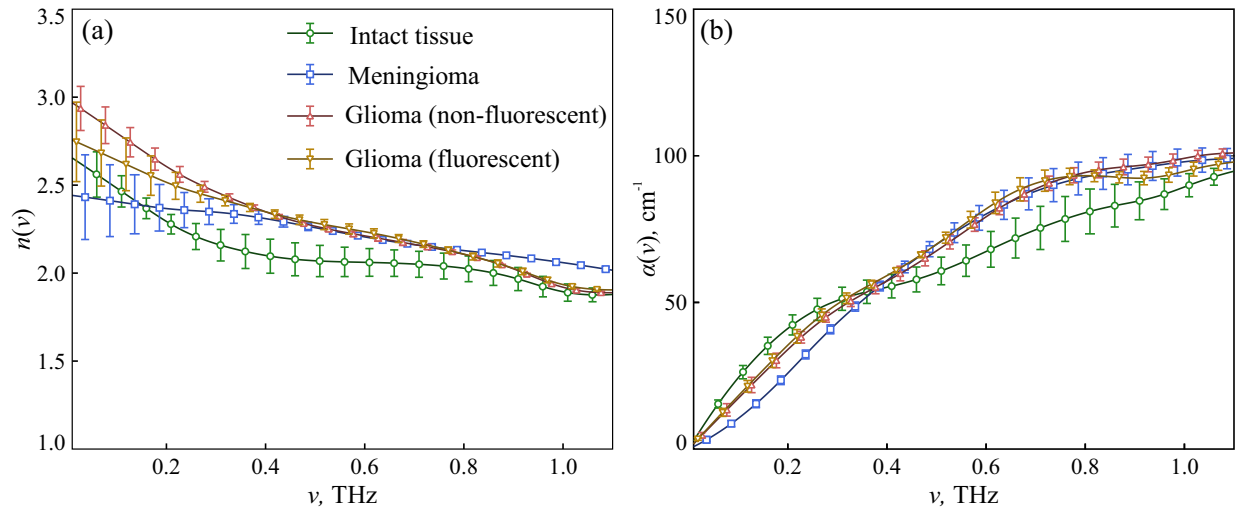 (a)
Intact tissue
Meningioma
Glioma (non-fluorescent)
Glioma (fluorescent)
3.5
3.0
2.5
2.0
1.5
1.0
n(ν)
0.2 0.4 0.6 0.8 1.0
ν, THz
(b)
150
100
50
0
α(ν), cm⁻¹
0.2 0.4 0.6 0.8 1.0
ν, THz